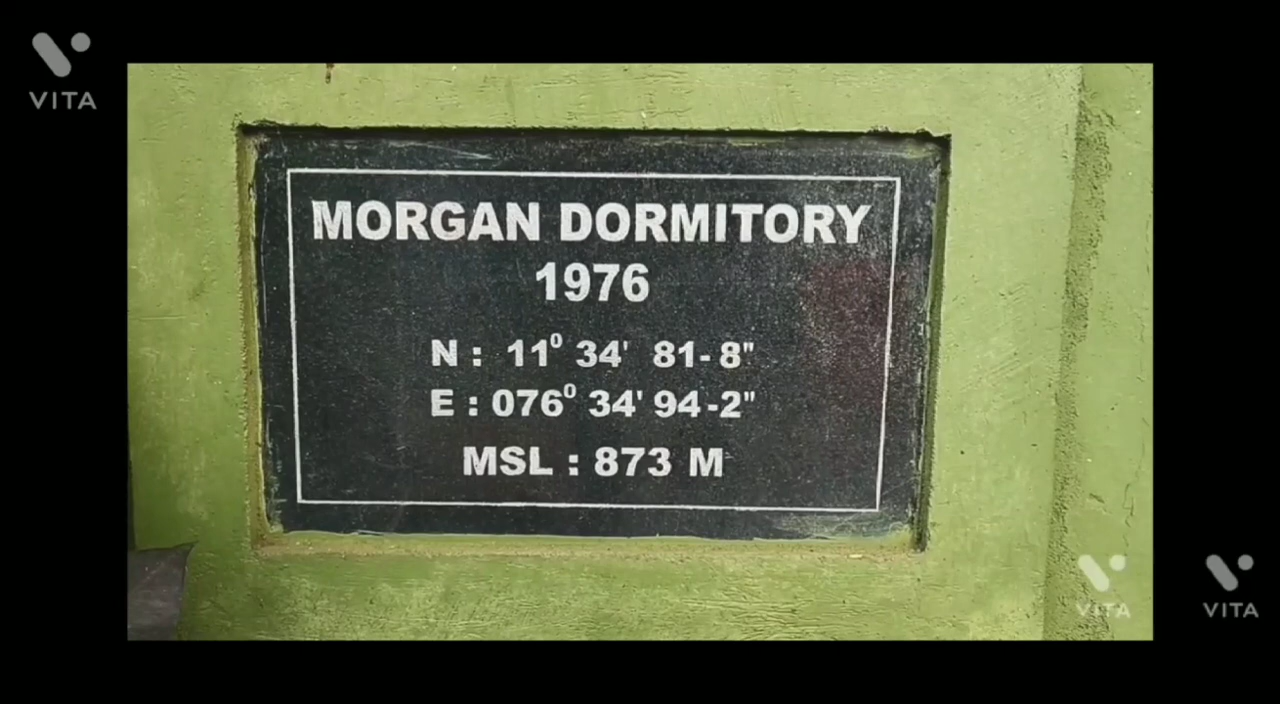 VITA
MORGAN DORMITORY
1976
N : 11⁰ 34' 81-8"
E : 076⁰ 34' 94-2"
MSL : 873 M
VITA
VITA